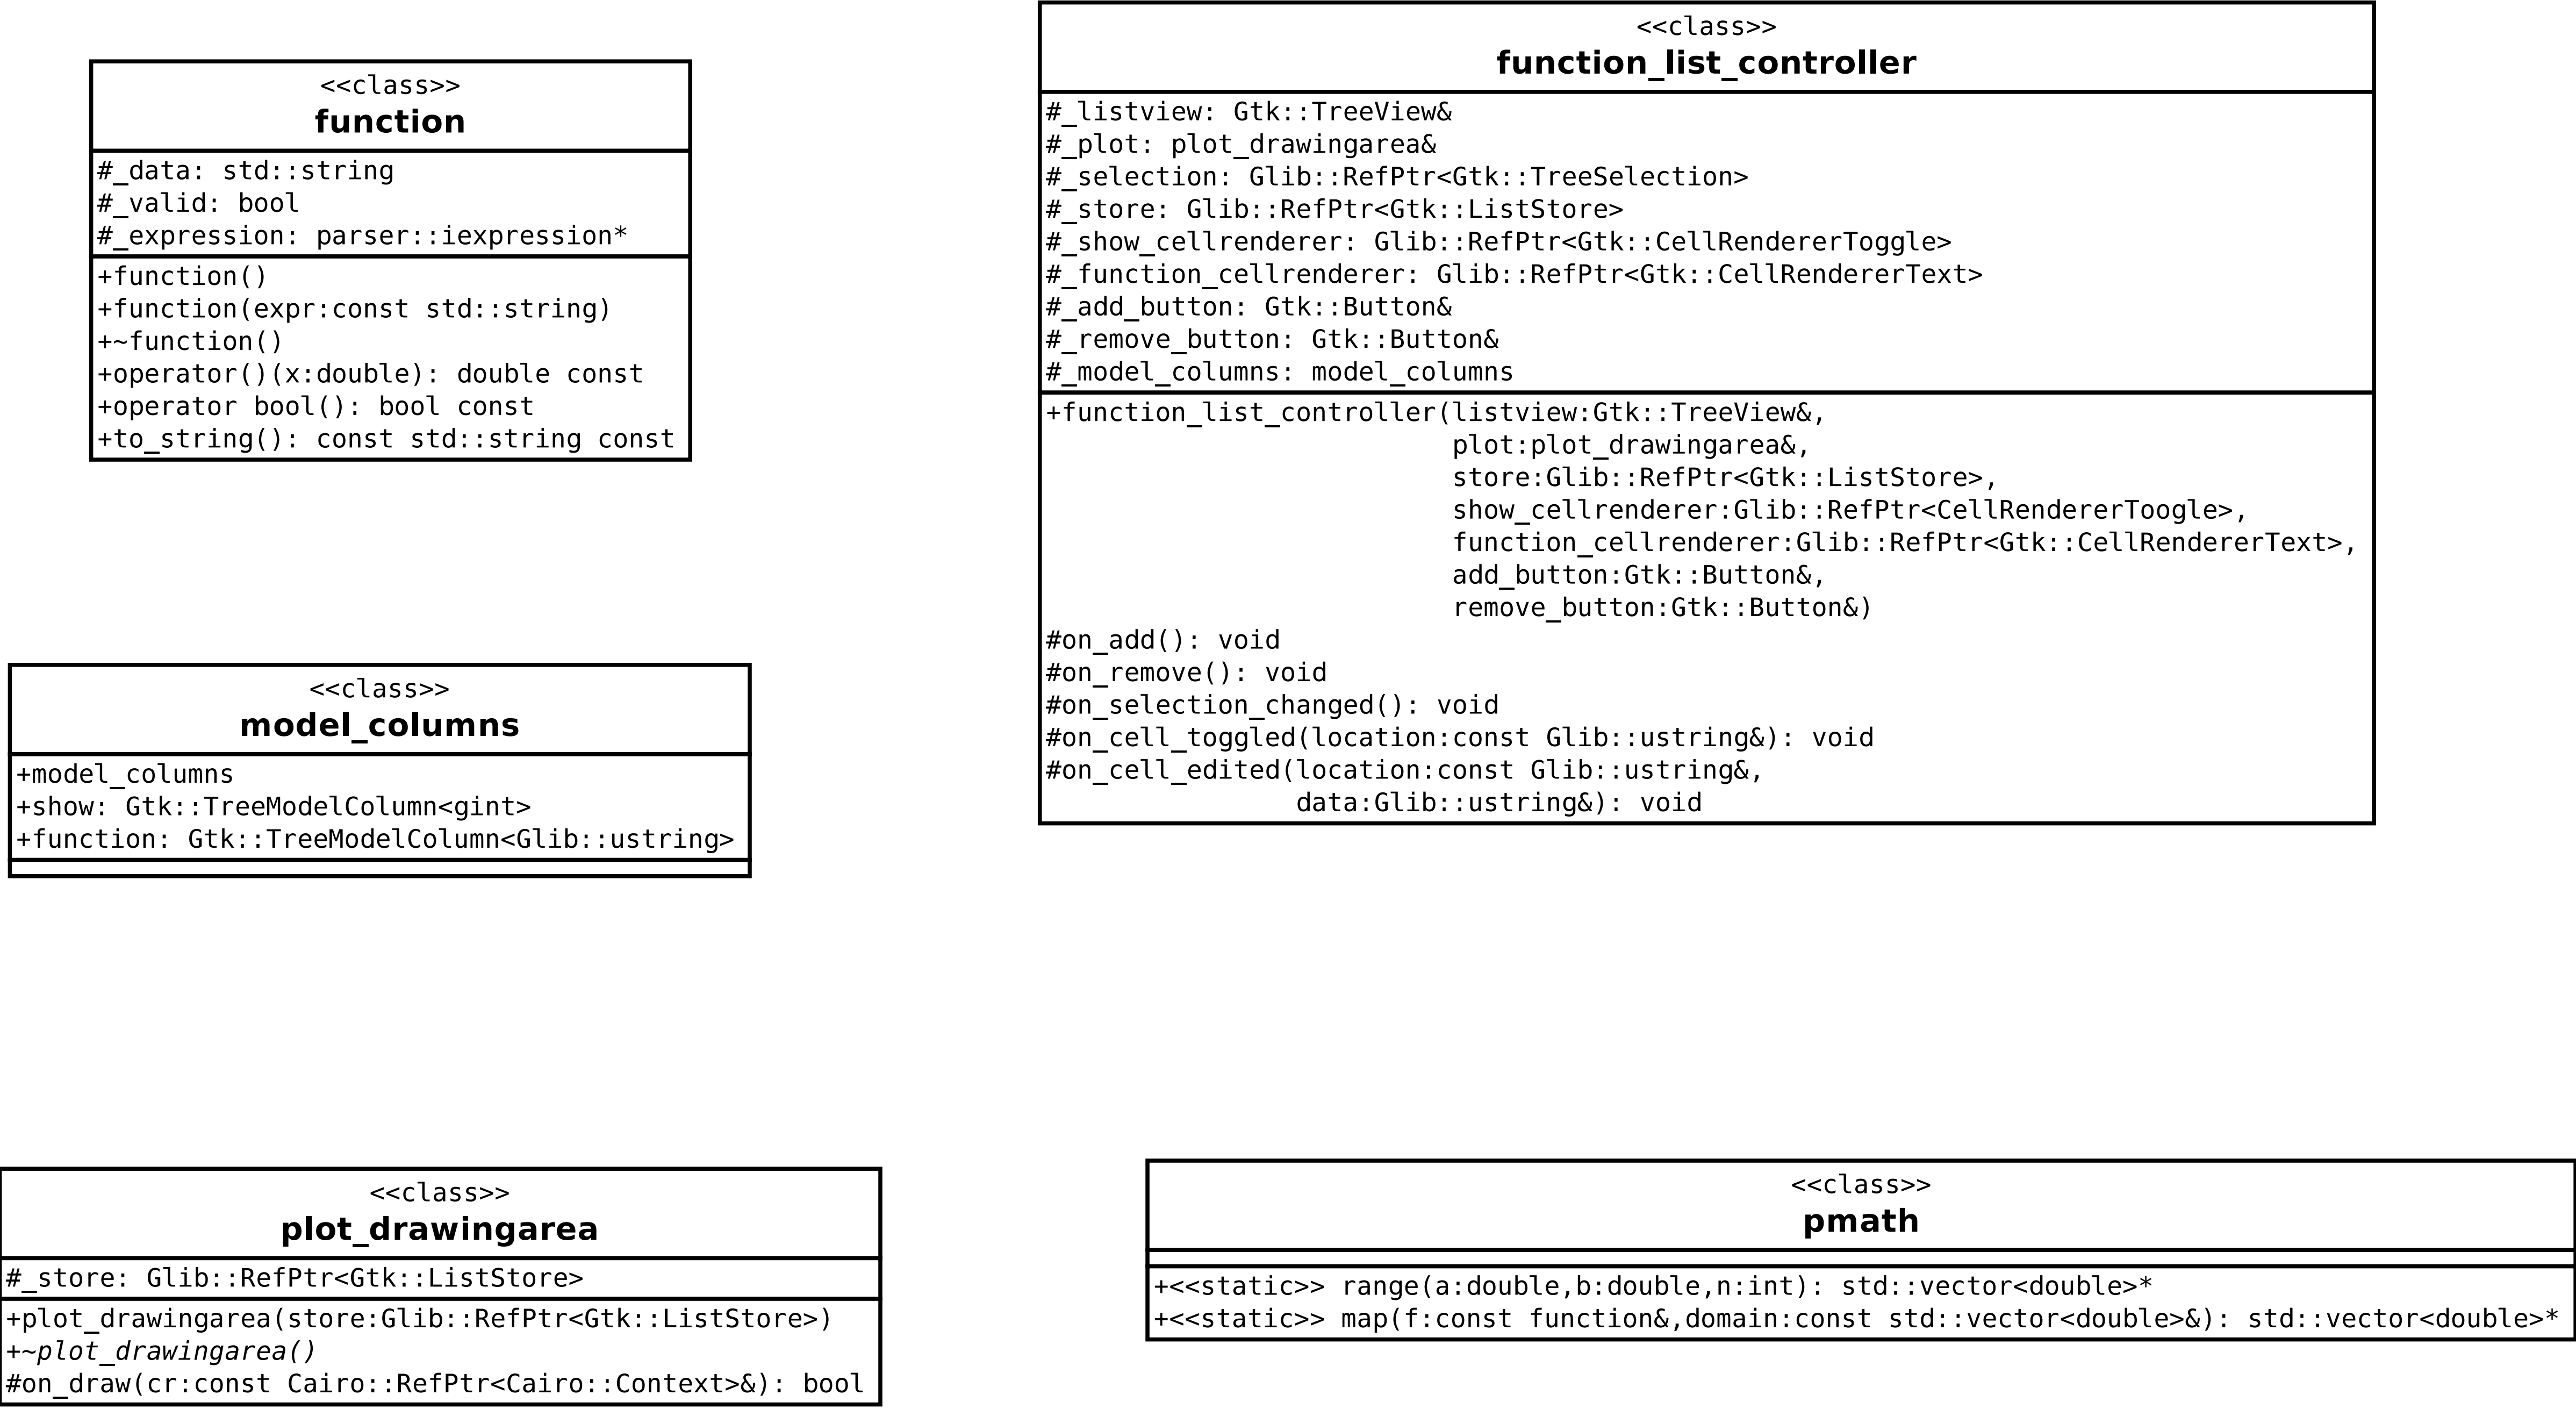 <<class>>
function
#_data: std::string
#_valid: bool
#_expression: parser::iexpression*
+function()
+function(expr:const std::string)
+~function()
+operator()(x:double): double const
+operator bool(): bool const
+to_string(): const std::string const
<<class>>
function_list_controller
#_listview: Gtk::TreeView&
#_plot: plot_drawingarea&
#_selection: Glib::RefPtr<Gtk::TreeSelection>
#_store: Glib::RefPtr<Gtk::ListStore>
#_show_cellrenderer: Glib::RefPtr<Gtk::CellRendererToggle>
#_function_cellrenderer: Glib::RefPtr<Gtk::CellRendererText>
#_add_button: Gtk::Button&
#_remove_button: Gtk::Button&
#_model_columns: model_columns
+function_list_controller(listview:Gtk::TreeView&,
plot:plot_drawingarea&,
store:Glib::RefPtr<Gtk::ListStore>,
show_cellrenderer:Glib::RefPtr<CellRendererToogle>,
function_cellrenderer:Glib::RefPtr<Gtk::CellRendererText>,
add_button:Gtk::Button&,
remove_button:Gtk::Button&)
#on_add(): void
#on_remove(): void
#on_selection_changed(): void
#on_cell_toggled(location:const Glib::ustring&): void
#on_cell_edited(location:const Glib::ustring&,
data:Glib::ustring&): void
<<class>>
model_columns
+model_columns
+show: Gtk::TreeModelColumn<gint>
+function: Gtk::TreeModelColumn<Glib::ustring>
<<class>>
plot_drawingarea
#_store: Glib::RefPtr<Gtk::ListStore>
+plot_drawingarea(store:Glib::RefPtr<Gtk::ListStore>)
+~plot_drawingarea()
#on_draw(cr:const Cairo::RefPtr<Cairo::Context>&): bool
<<class>>
pmath
+<<static>> range(a:double,b:double,n:int): std::vector<double>*
+<<static>> map(f:const function&,domain:const std::vector<double>&): std::vector<double>*